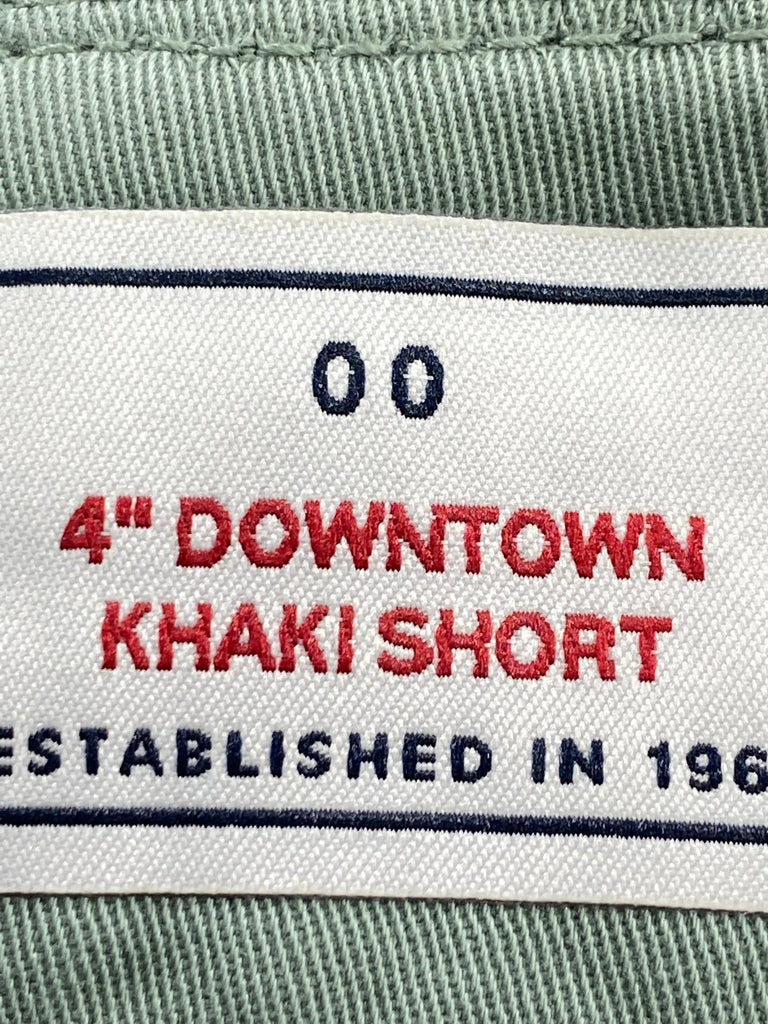 00
4" DOWNTOWN
KHAKI SHORT
ESTABLISHED IN 196